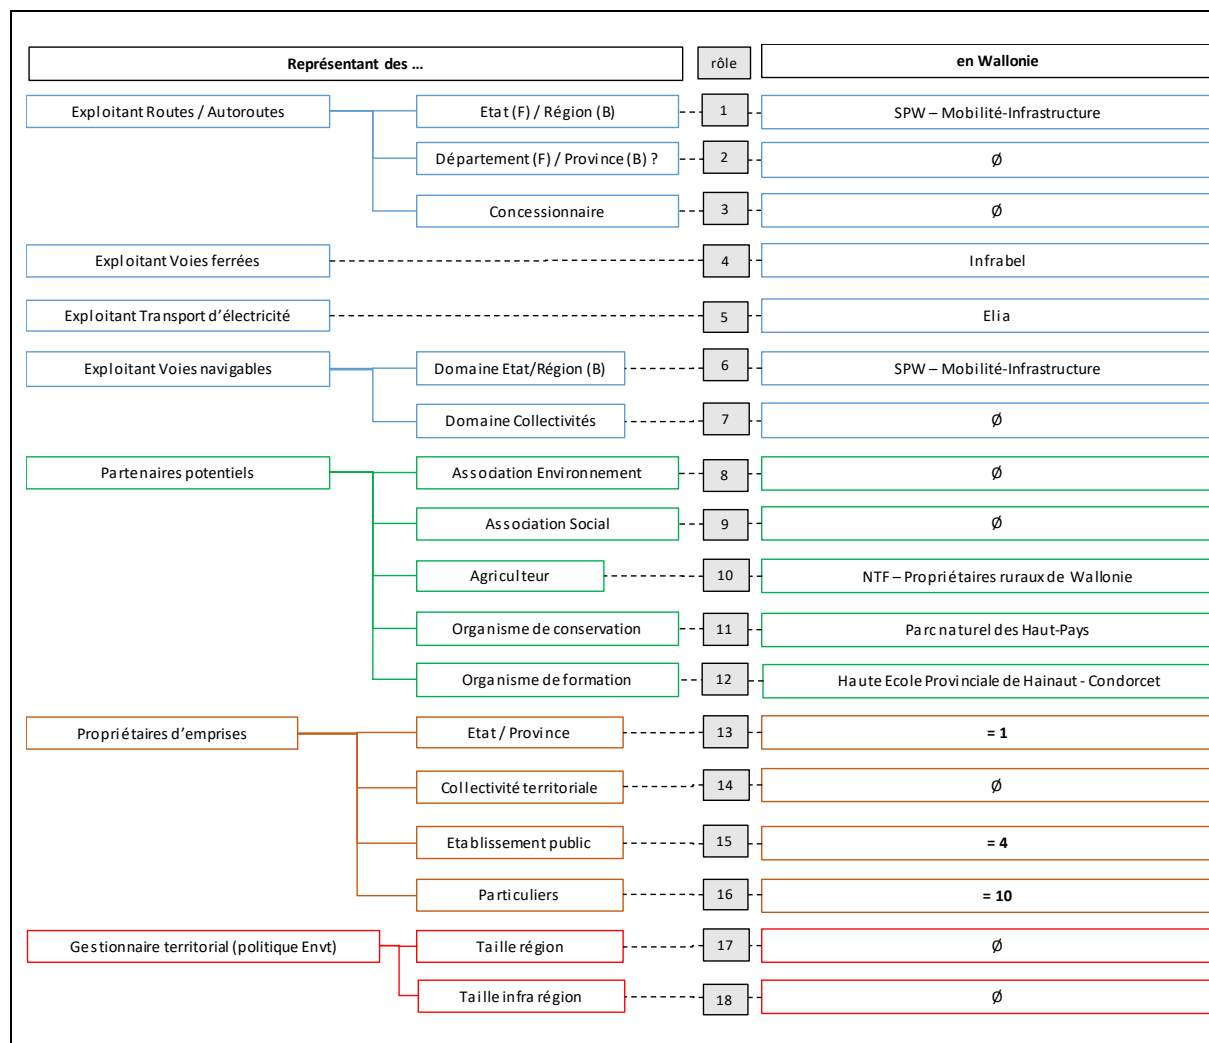 Représentant des ... rôle en Wallonie
Exploitant Routes / Autoroutes Etat (F) / Région (B) 1 SPW – Mobilité-Infrastructure
Département (F) / Province (B) ? 2 Ø
Concessionnaire 3 Ø
Exploitant Voies ferrées 4 Infrabel
Exploitant Transport d’électricité 5 Elia
Exploitant Voies navigables Domaine Etat/Région (B) 6 SPW – Mobilité-Infrastructure
Domaine Collectivités 7 Ø
Partenaires potentiels Association Environnement 8 Ø
Association Social 9 Ø
Agriculteur 10 NTF – Propriétaires ruraux de Wallonie
Organisme de conservation 11 Parc naturel des Haut-Pays
Organisme de formation 12 Haute Ecole Provinciale de Hainaut - Condorcet
Propriétaires d’emprises Etat / Province 13 = 1
Collectivité territoriale 14 Ø
Etablissement public 15 = 4
Particuliers 16 = 10
Gestionnaire territorial (politique Envt) Taille région 17 Ø
Taille infra région 18 Ø